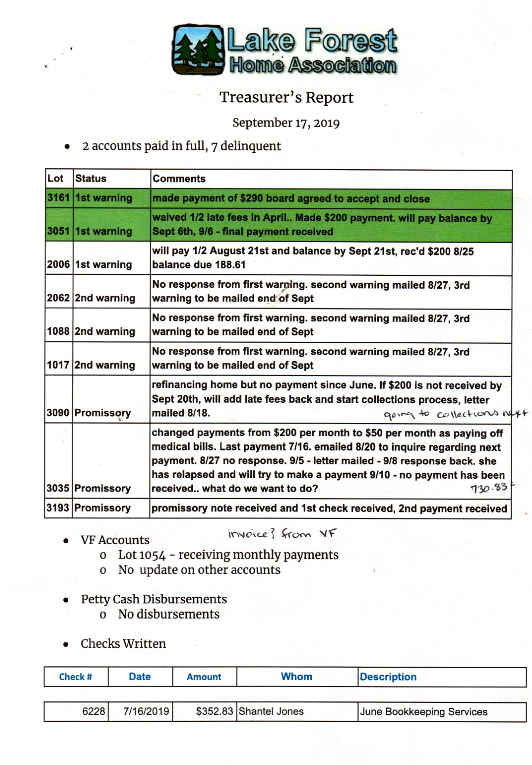 Lake Forest
Home Association
Treasurer's Report
September 17, 2019
• 2 accounts paid in full, 7 delinquent
Lot Status Comments
3161 1st warning made payment of $290 board agreed to accept and close
waived 1/2 late fees in April.. Made $200 payment. will pay balance by
3051 1st warning Sept 6th, 9/6 - final payment received
will pay 1/2 August 21st and balance by Sept 21st, rec'd $200 8/25
2006 1st warning balance due 188.61
No response from first warning. second warning mailed 8/27, 3rd
2062 2nd warning warning to be mailed end of Sept
No response from first warning. second warning mailed 8/27, 3rd
1088 2nd warning warning to be mailed end of Sept
No response from first warning. second warning mailed 8/27, 3rd
1017 2nd warning warning to be mailed end of Sept
refinancing home but no payment since June. If $200 is not received by
Sept 20th, will add late fees back and start collections process, letter
3090 Promissory mailed 8/18. going to collections next
changed payments from $200 per month to $50 per month as paying off
medical bills. Last payment 7/16. emailed 8/20 to inquire regarding next
payment. 8/27 no response. 9/5 - letter mailed - 9/8 response back. she
has relapsed and will try to make a payment 9/10 - no payment has been
3035 Promissory received.. what do we want to do? 730.83
3193 Promissory promissory note received and 1st check received, 2nd payment received
• VF Accounts invoice? from VF
o Lot 1054 - receiving monthly payments
o No update on other accounts
• Petty Cash Disbursements
o No disbursements
• Checks Written
Check # Date Amount Whom Description
6228 7/16/2019 $352.83 Shantel Jones June Bookkeeping Services